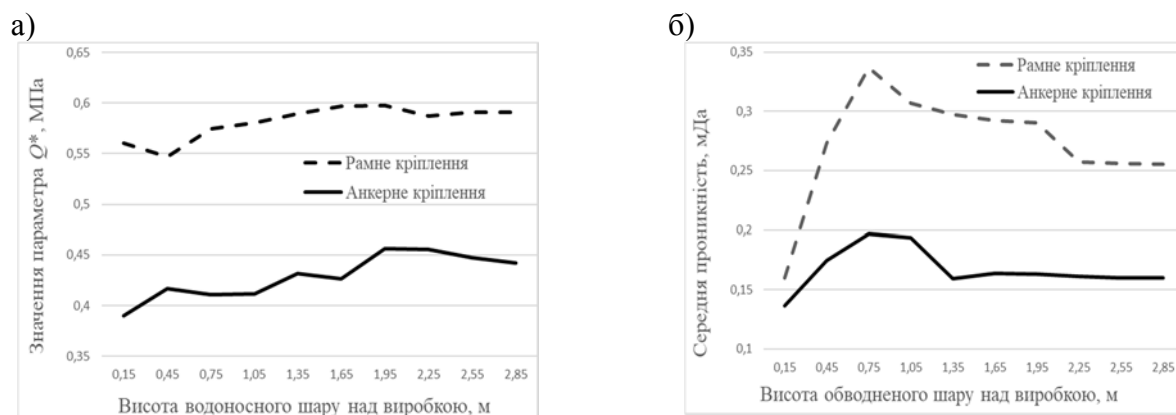 а)
0,65
0,6
0,55
0,5
0,45
0,4
0,35
Значення параметра Q*, МПа
Рамне кріплення
Анкерне кріплення
0,15 0,45 0,75 1,05 1,35 1,65 1,95 2,25 2,55 2,85
Висота водоносного шару над виробкою, м
б)
0,35
0,3
0,25
0,2
0,15
0,1
Середня проникність, мДа
Рамне кріплення
Анкерне кріплення
0,15 0,45 0,75 1,05 1,35 1,65 1,95 2,25 2,55 2,85
Висота обводненого шару над виробкою, м